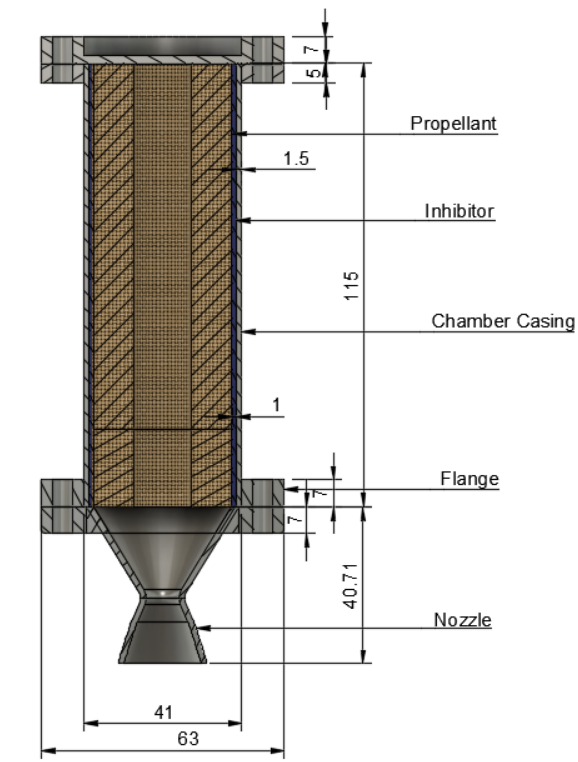 7
5
Propellant
1.5
Inhibitor
115
Chamber Casing
1
Flange
7
7
40.71
Nozzle
41
63